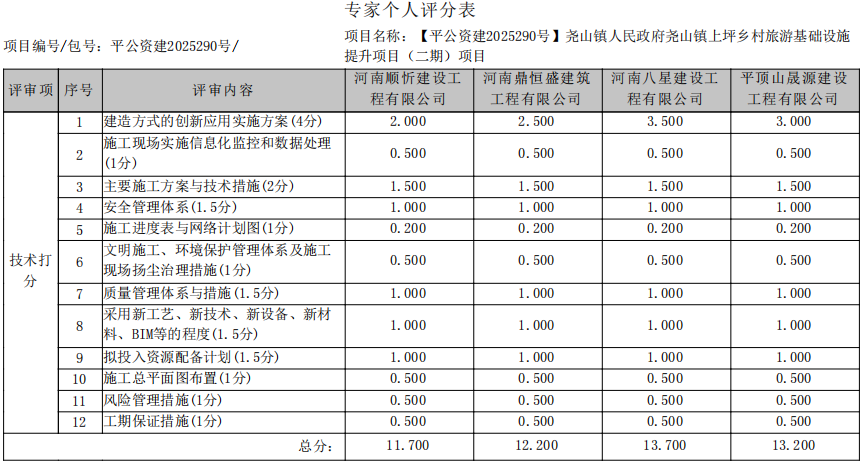 专家个人评分表
项目编号/包号：平公资建2025290号/
项目名称：【平公资建2025290号】尧山镇人民政府尧山镇上坪乡村旅游基础设施
提升项目（二期）项目
评审项 序号 评审内容 河南顺忻建设工程有限公司 河南鼎恒盛建筑工程有限公司 河南八星建设工程有限公司 平顶山晟源建设工程有限公司
技术打分
1 建造方式的创新应用实施方案(4分) 2.000 2.500 3.500 3.000
2 施工现场实施信息化监控和数据处理(1分) 0.500 0.500 0.500 0.500
3 主要施工方案与技术措施(2分) 1.500 1.500 1.500 1.500
4 安全管理体系(1.5分) 1.000 1.000 1.000 1.000
5 施工进度表与网络计划图(1分) 0.200 0.200 0.200 0.200
6 文明施工、环境保护管理体系及施工现场扬尘治理措施(1分) 0.500 0.500 0.500 0.500
7 质量管理体系与措施(1.5分) 1.000 1.000 1.000 1.000
8 采用新工艺、新技术、新设备、新材料、BIM等的程度(1.5分) 1.000 1.000 1.000 1.000
9 拟投入资源配备计划(1.5分) 1.000 1.000 1.000 1.000
10 施工总平面图布置(1分) 0.500 0.500 0.500 0.500
11 风险管理措施(1分) 0.500 0.500 0.500 0.500
12 工期保证措施(1分) 0.500 0.500 0.500 0.500
总分： 11.700 12.200 13.700 13.200